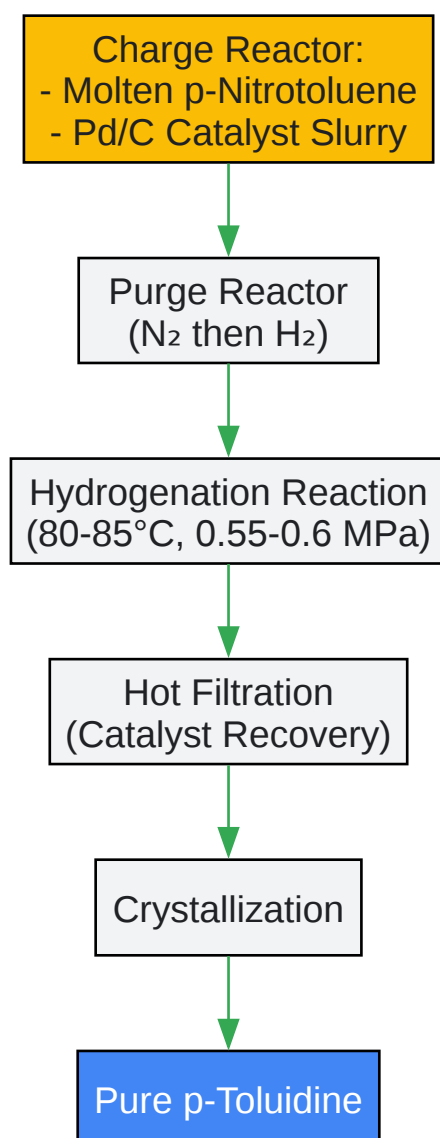 Charge Reactor:
- Molten p-Nitrotoluene
- Pd/C Catalyst Slurry
Purge Reactor
(N₂ then H₂)
Hydrogenation Reaction
(80-85°C, 0.55-0.6 MPa)
Hot Filtration
(Catalyst Recovery)
Crystallization
Pure p-Toluidine